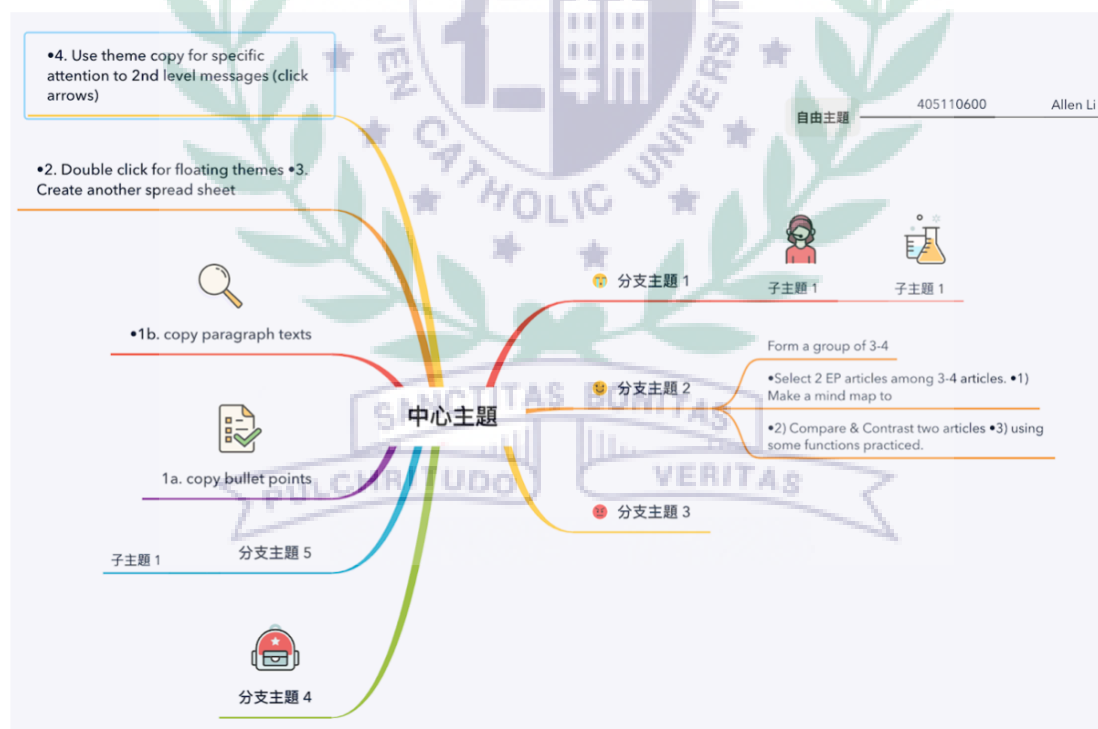 •4. Use theme copy for specific
attention to 2nd level messages (click
arrows)
•2. Double click for floating themes •3.
Create another spread sheet
•1b. copy paragraph texts
1a. copy bullet points
子主題 1
分支主題 5
分支主題 4
中心主題
自由主題
405110600
Allen Li
分支主題 1
子主題 1
子主題 1
分支主題 2
Form a group of 3-4
•Select 2 EP articles among 3-4 articles. •1)
Make a mind map to
•2) Compare & Contrast two articles •3) using
some functions practiced.
分支主題 3
JEN CATHOLIC UNIVERSIT
SANCTITAS BONITAS
PULCHRITUDO
VERITAS